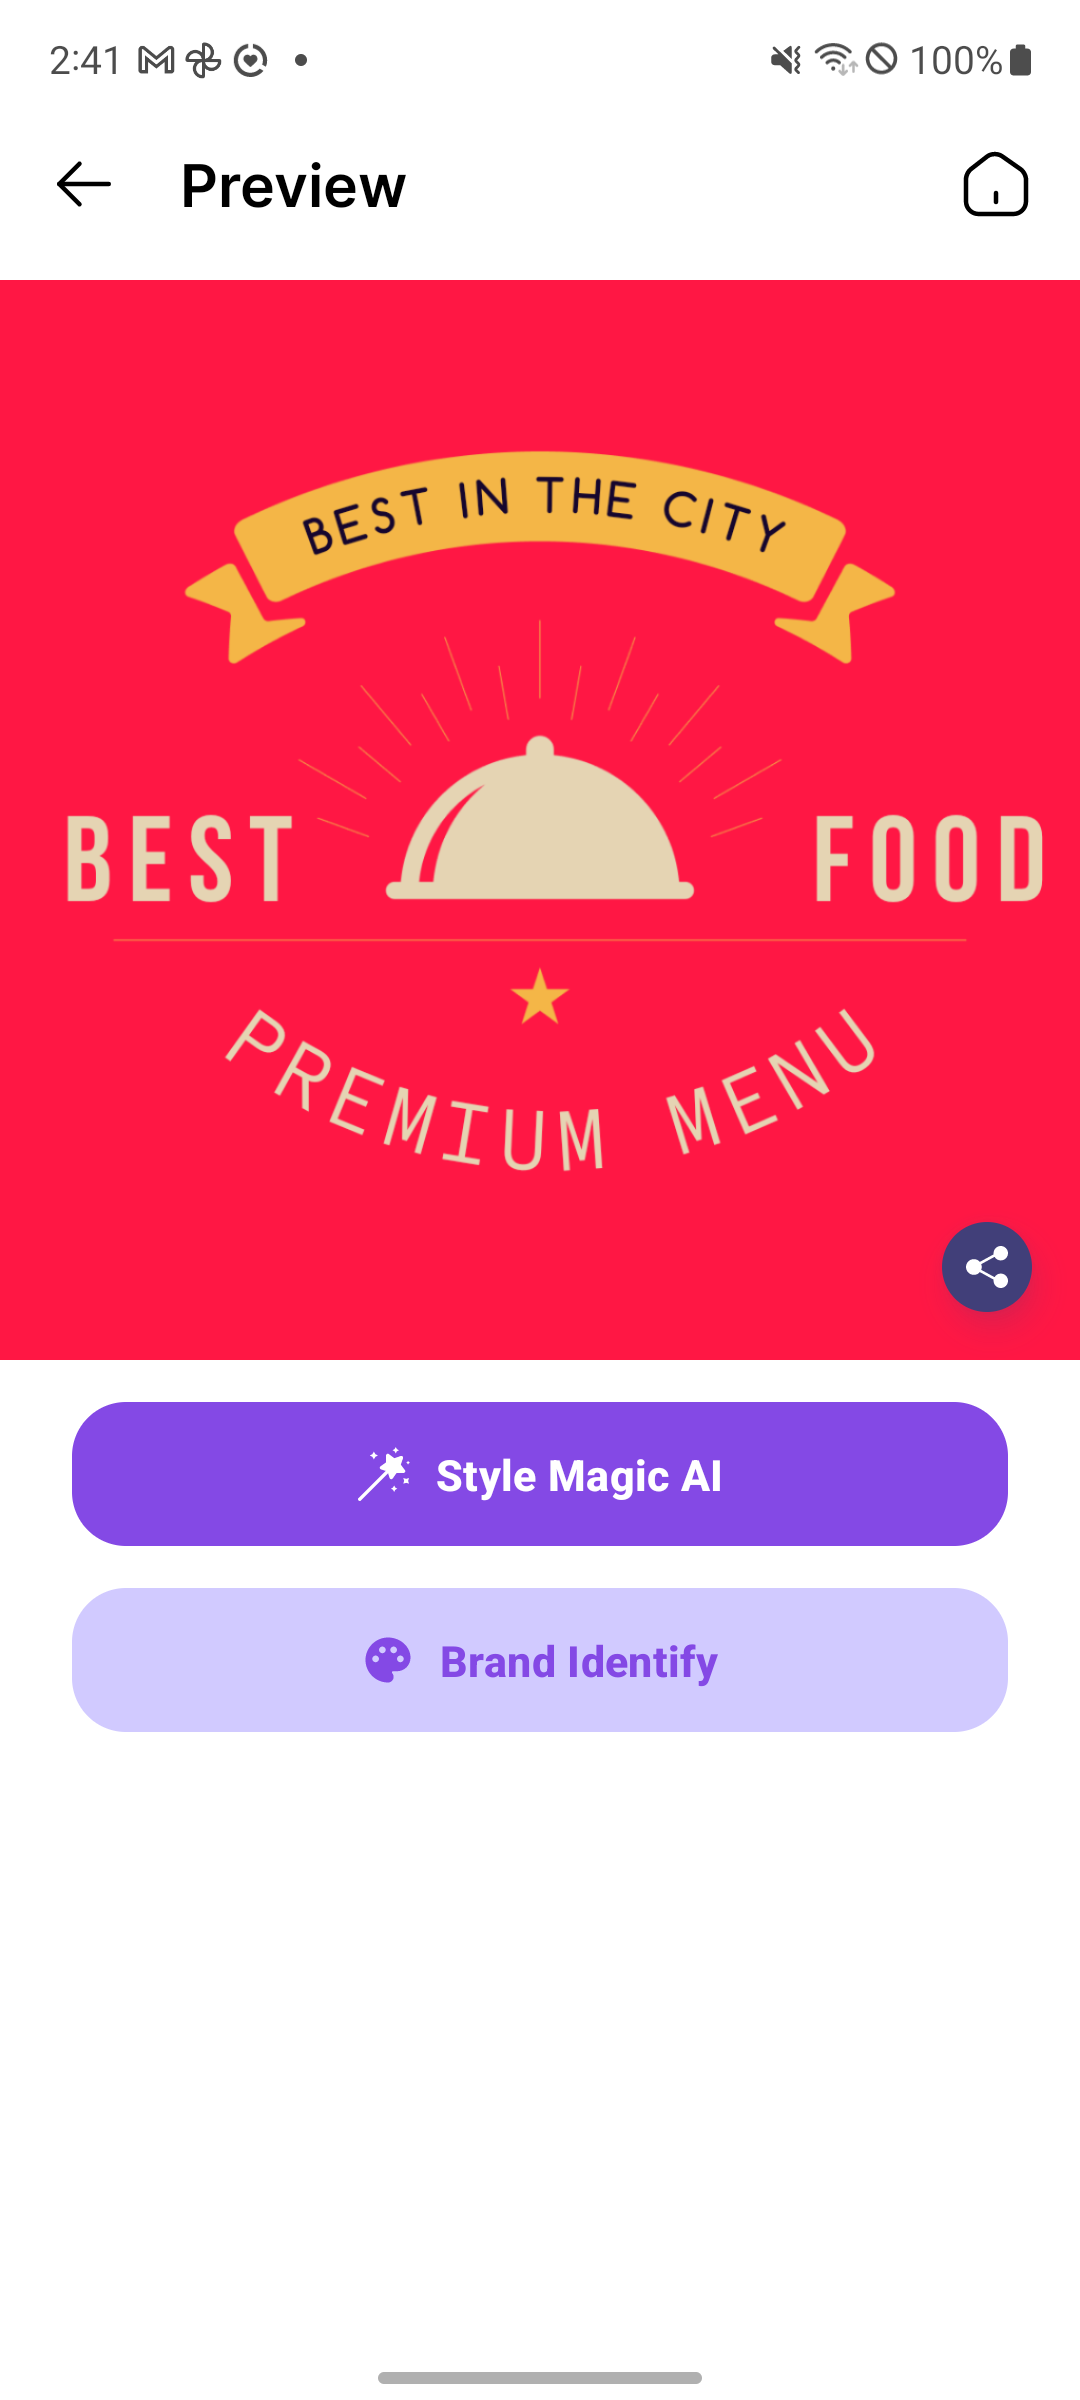 2:41 100%
Preview
BEST IN THE CITY
BEST FOOD
PREMIUM MENU
Style Magic AI
Brand Identify